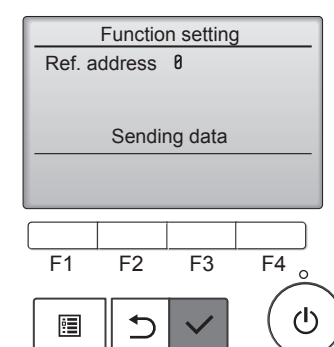 Function setting
Ref. address 0
Sending data
F1 F2 F3 F4